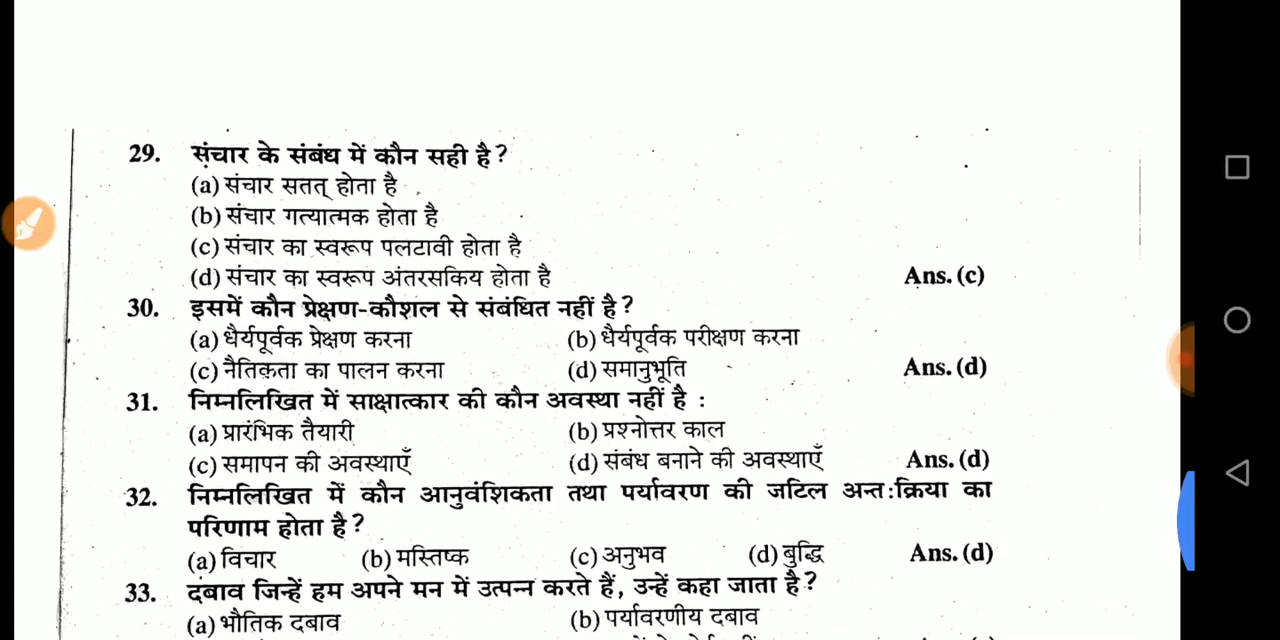 29. संचार के संबंध में कौन सही है?
(a) संचार सतत् होता है
(b) संचार गत्यात्मक होता है
(c) संचार का स्वरूप पलटावी होता है
(d) संचार का स्वरूप अंतरसकिय होता है Ans. (c)
30. इसमें कौन प्रेक्षण-कौशल से संबंधित नहीं है?
(a) धैर्यपूर्वक प्रेक्षण करना (b) धैर्यपूर्वक परीक्षण करना
(c) नैतिकता का पालन करना (d) समानुभूति Ans. (d)
31. निम्नलिखित में साक्षात्कार की कौन अवस्था नहीं है :
(a) प्रारंभिक तैयारी (b) प्रश्नोत्तर काल
(c) समापन की अवस्थाएँ (d) संबंध बनाने की अवस्थाएँ Ans. (d)
32. निम्नलिखित में कौन आनुवंशिकता तथा पर्यावरण की जटिल अन्त:क्रिया का
परिणाम होता है?
(a) विचार (b) मस्तिष्क (c) अनुभव (d) बुद्धि Ans. (d)
33. दबाव जिन्हें हम अपने मन में उत्पन्न करते हैं, उन्हें कहा जाता है?
(a) भौतिक दबाव (b) पर्यावरणीय दबाव